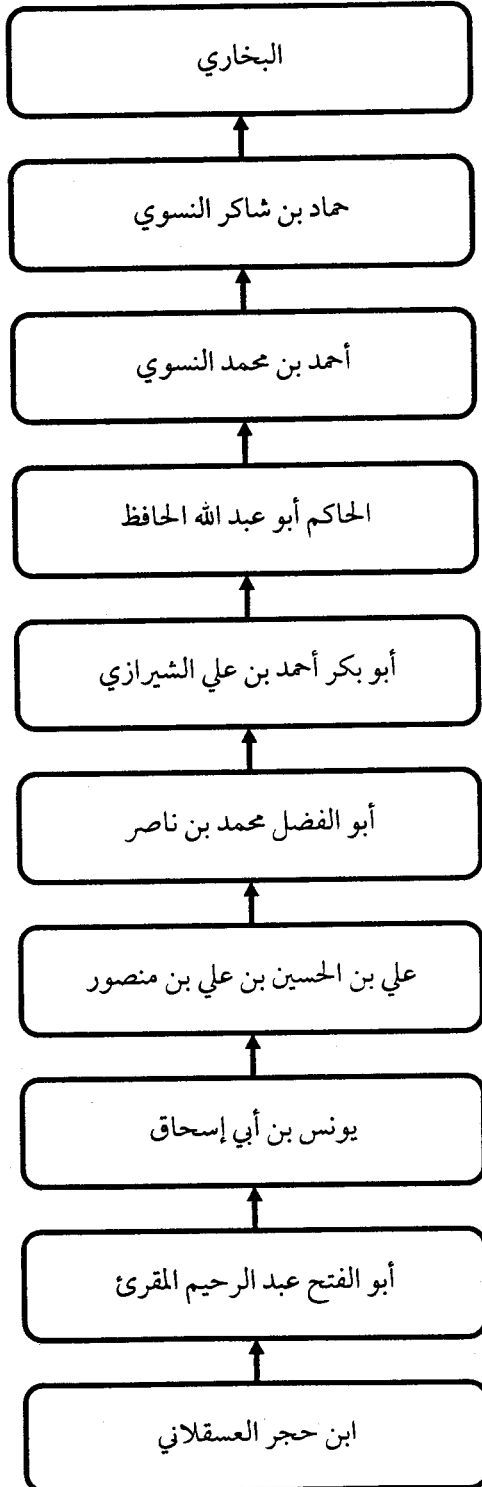 البخاري
حماد بن شاكر النسوي
أحمد بن محمد النسوي
الحاكم أبو عبد الله الحافظ
أبو بكر أحمد بن علي الشيرازي
أبو الفضل محمد بن ناصر
علي بن الحسين بن علي بن منصور
يونس بن أبي إسحاق
أبو الفتح عبد الرحيم المقرئ
ابن حجر العسقلاني